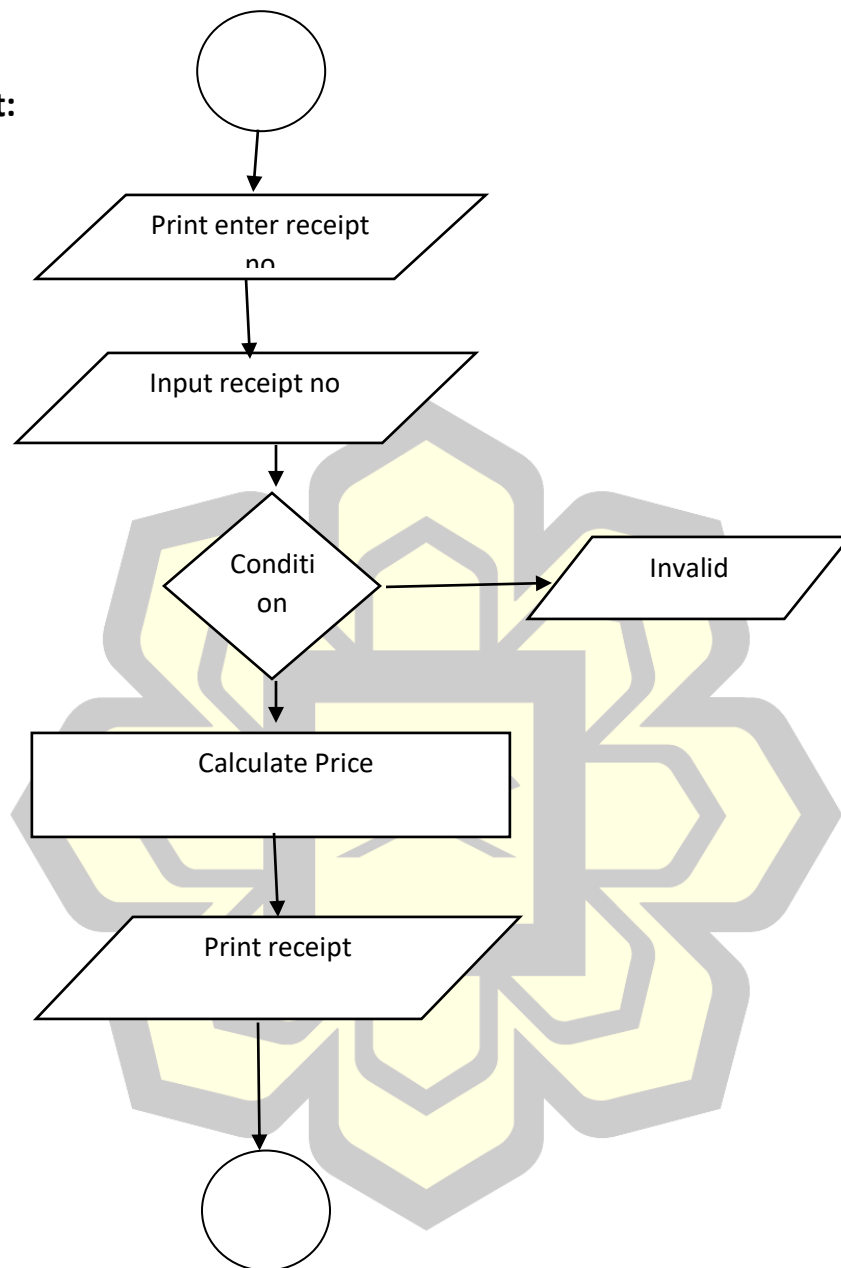 t:
Print enter receipt
no
Input receipt no
Conditi
on
Invalid
Calculate Price
Print receipt